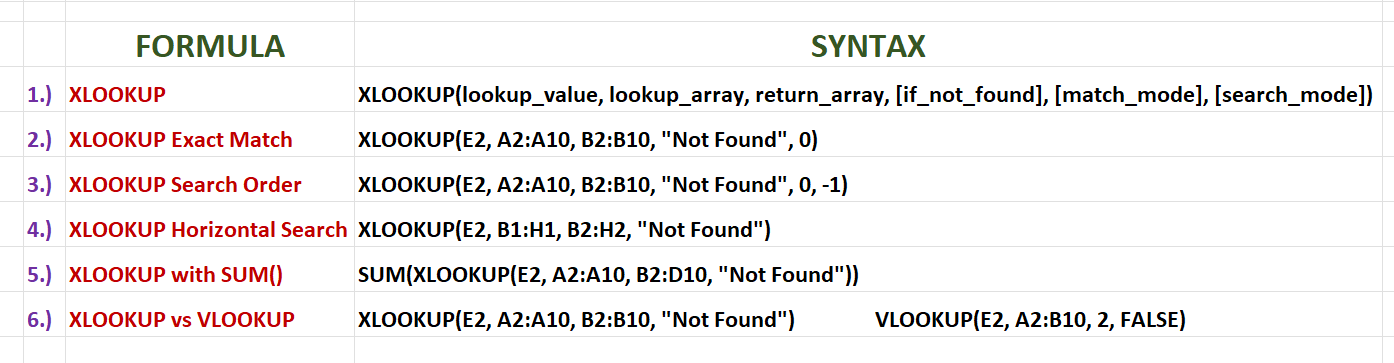 FORMULA SYNTAX
1.) XLOOKUP XLOOKUP(lookup_value, lookup_array, return_array, [if_not_found], [match_mode], [search_mode])
2.) XLOOKUP Exact Match XLOOKUP(E2, A2:A10, B2:B10, "Not Found", 0)
3.) XLOOKUP Search Order XLOOKUP(E2, A2:A10, B2:B10, "Not Found", 0, -1)
4.) XLOOKUP Horizontal Search XLOOKUP(E2, B1:H1, B2:H2, "Not Found")
5.) XLOOKUP with SUM() SUM(XLOOKUP(E2, A2:A10, B2:D10, "Not Found"))
6.) XLOOKUP vs VLOOKUP XLOOKUP(E2, A2:A10, B2:B10, "Not Found") VLOOKUP(E2, A2:B10, 2, FALSE)